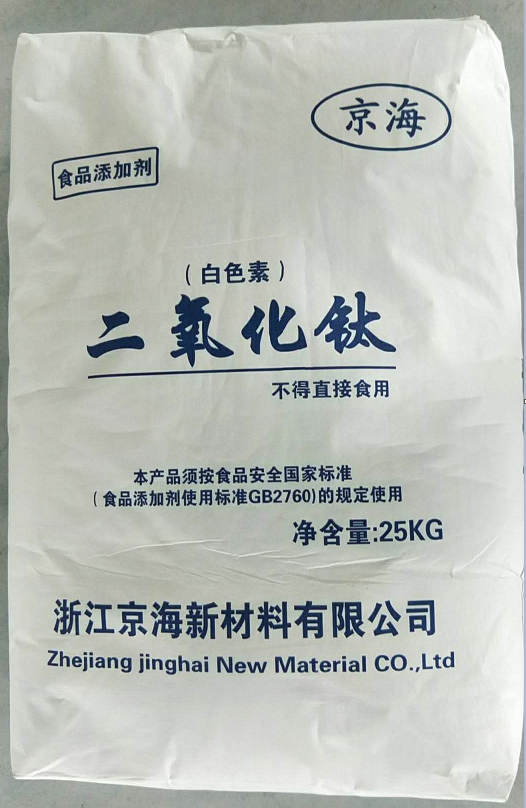 京海
食品添加剂
(白色素)
二氧化钛
不得直接食用
本产品须按食品安全国家标准
(食品添加剂使用标准GB2760)的规定使用
净含量:25KG
浙江京海新材料有限公司
Zhejiang jinghai New Material CO.,Ltd